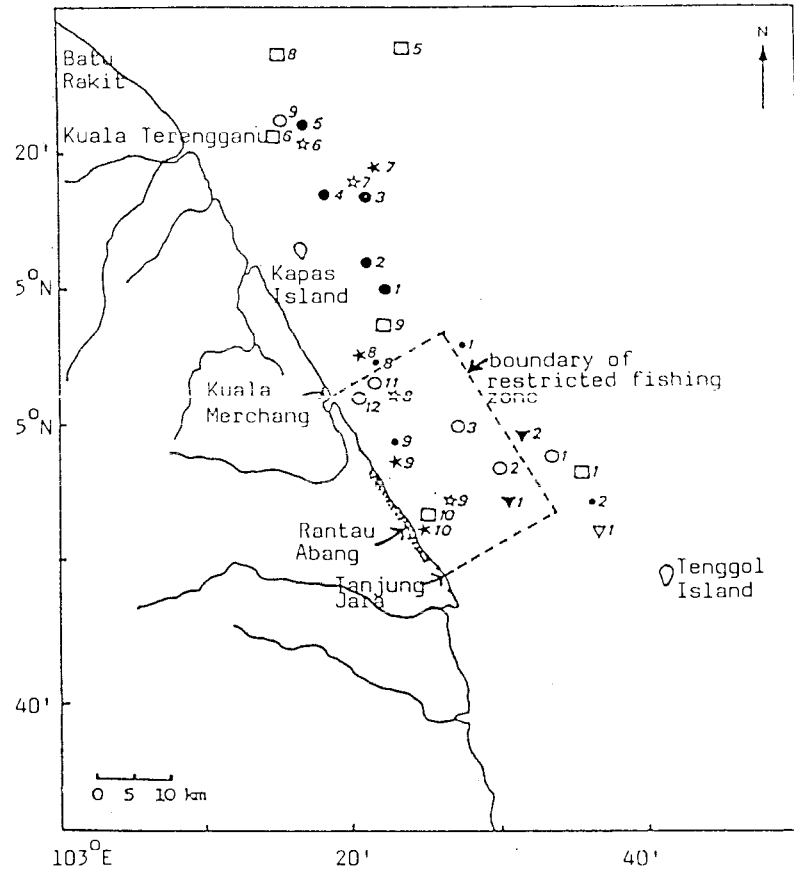 N
Batu
Rakit
8
5
9
5
Kuala Terengganu
6
6
20'
7
7
4
3
2
Kapas
Island
5°N
1
9
1
8
8
boundary of
restricted fishing
zone
11
8
Kuala
Merchang
12
5°N
3
2
9
1
9
2
1
9
1
2
10
10
1
Rantau
Abang
Tanjung
Jara
Tenggol
Island
40'
0 5 10 km
103°E
20'
40'